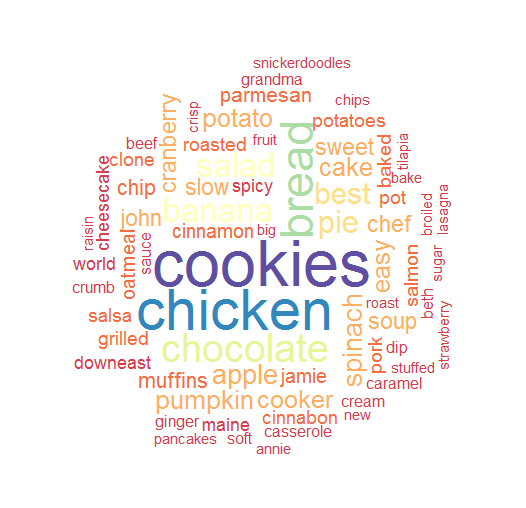 snickerdoodles
grandma
parmesan
chips
crisp
cranberry
potato
potatoes
beef
roasted
fruit
bread
sweet
baked
tilapia
clone
salad
cake
bake
cheesecake
chip
slow
spicy
best
pot
lasagna
john
banana
pie
chef
broiled
raisin
oatmeal
sauce
cinnamon
big
easy
world
cookies
salmon
sugar
crumb
chicken
roast
beth
salsa
soup
strawberry
grilled
chocolate
spinach
pork
dip
downeast
stuffed
muffins
apple
jamie
caramel
pumpkin
cooker
cream
ginger
maine
cinnabon
new
pancakes
soft
casserole
annie